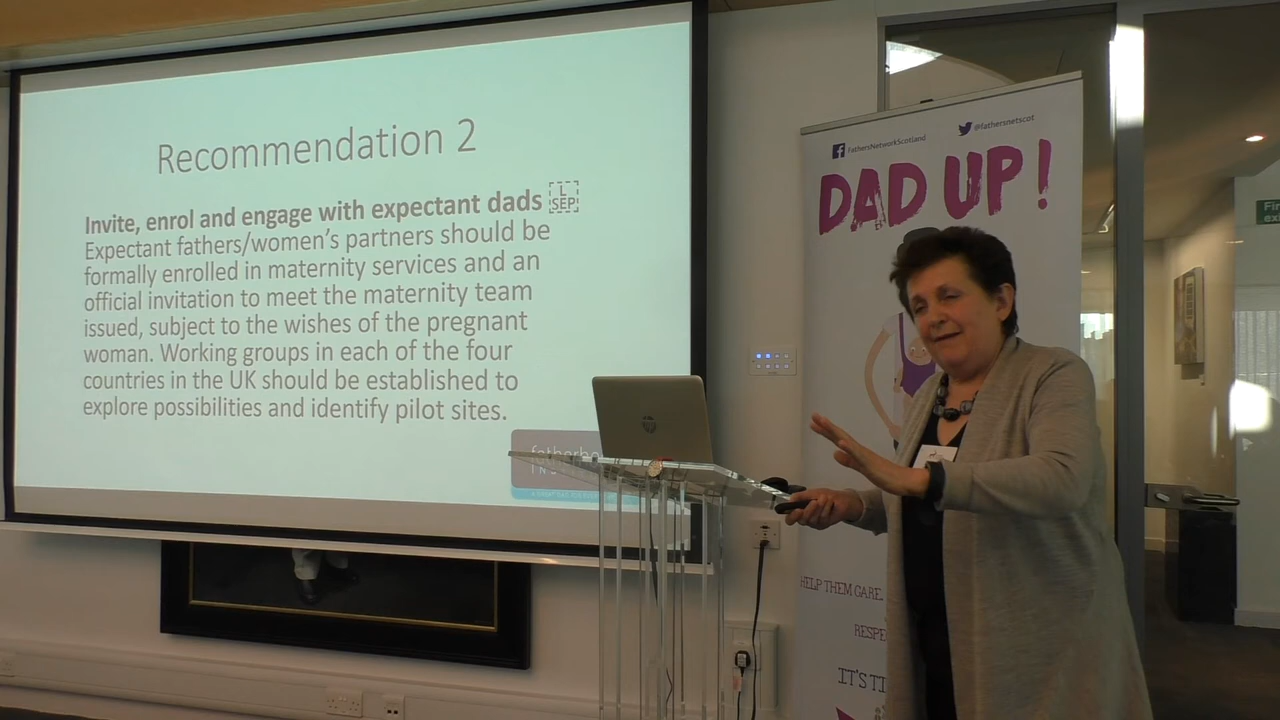 Recommendation 2
Invite, enrol and engage with expectant dads L SEP
Expectant fathers/women's partners should be
formally enrolled in maternity services and an
official invitation to meet the maternity team
issued, subject to the wishes of the pregnant
woman. Working groups in each of the four
countries in the UK should be established to
explore possibilities and identify pilot sites.
FathersNetworkScotland
@fathersnetscot
DAD UP!
HELP THEM CARE
IT'S